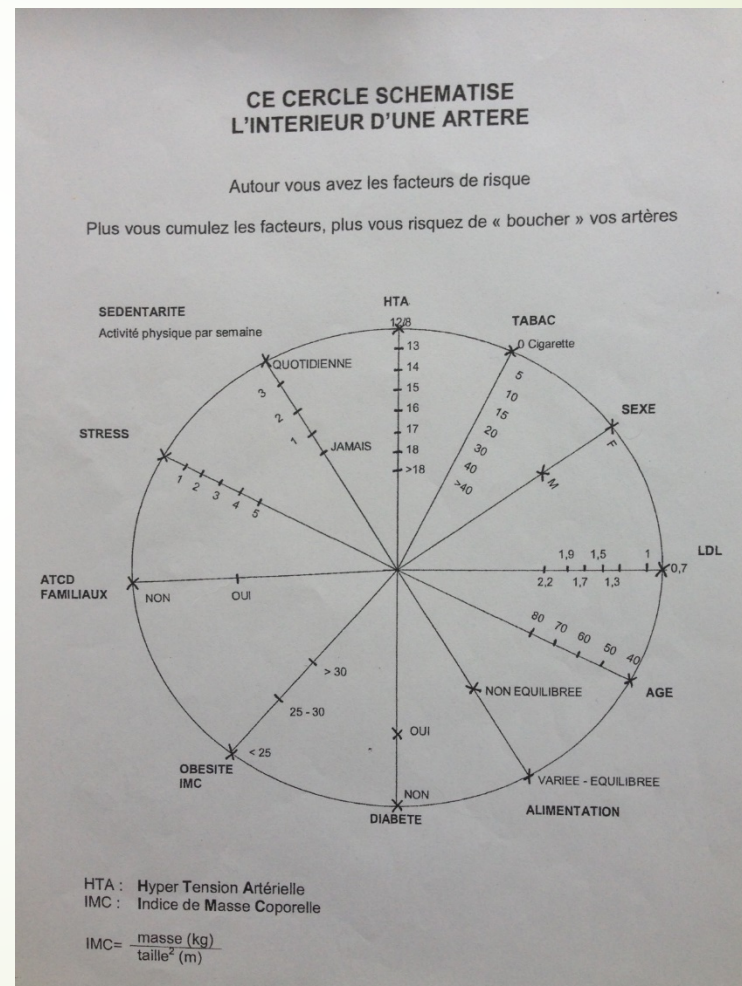 CE CERCLE SCHEMATISE
L'INTERIEUR D'UNE ARTERE
Autour vous avez les facteurs de risque
Plus vous cumulez les facteurs, plus vous risquez de « boucher » vos artères
HTA
12/8
13
14
15
16
17
18
>18
TABAC
0 Cigarette
5
10
15
20
30
40
>40
SEXE
F
M
LDL
0,7
1
1,3
1,5
1,7
1,9
2,2
AGE
40
50
60
70
80
ALIMENTATION
VARIEE - EQUILIBREE
NON EQUILIBREE
DIABETE
NON
OUI
OBESITE
IMC
< 25
25 - 30
> 30
ATCD
FAMILIAUX
NON
OUI
STRESS
1
2
3
4
5
SEDENTARITE
Activité physique par semaine
QUOTIDIENNE
3
2
1
JAMAIS
HTA : Hyper Tension Artérielle
IMC : Indice de Masse Coporelle
IMC= masse (kg)
taille² (m)